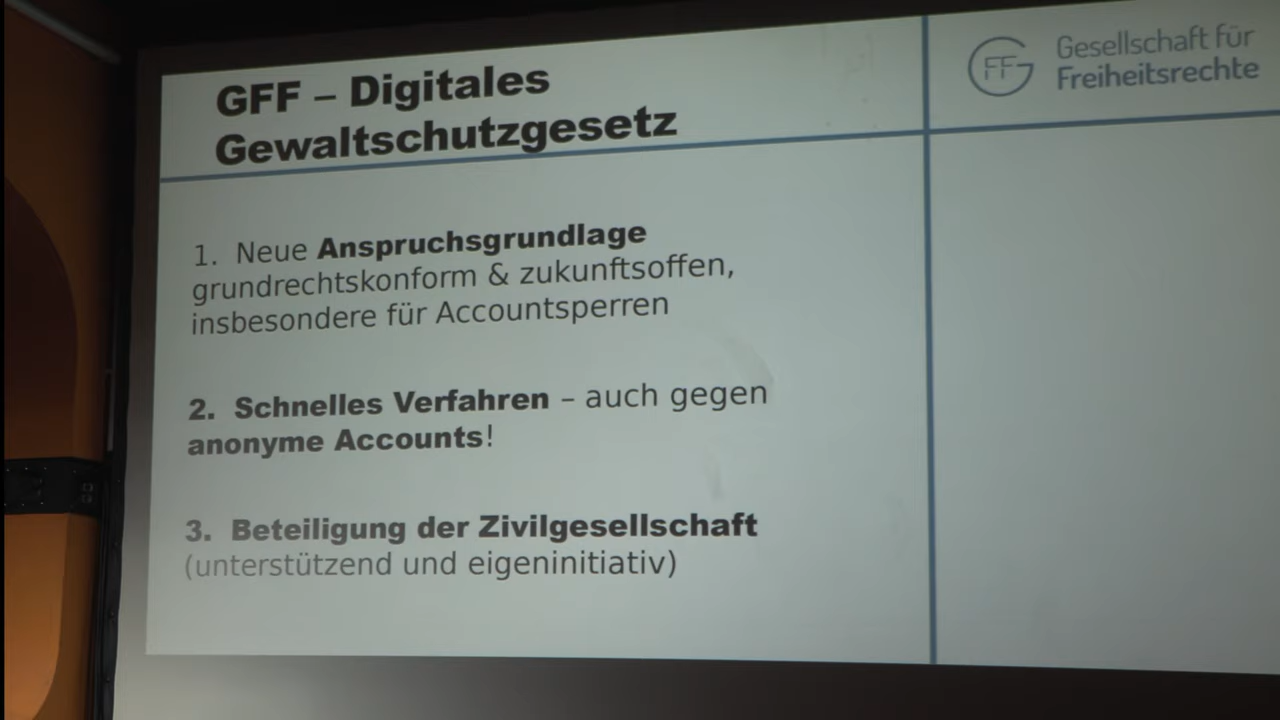 GFF – Digitales
Gewaltschutzgesetz
GFF
Gesellschaft für
Freiheitsrechte
1. Neue Anspruchsgrundlage
grundrechtskonform & zukunftsoffen,
insbesondere für Accountsperren
2. Schnelles Verfahren – auch gegen
anonyme Accounts!
3. Beteiligung der Zivilgesellschaft
(unterstützend und eigeninitiativ)